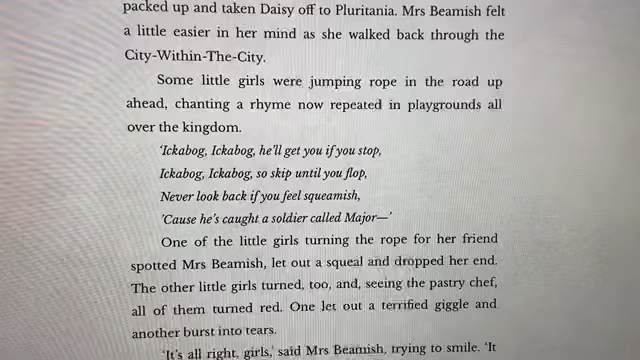 packed up and taken Daisy off to Pluritania. Mrs Beamish felt
a little easier in her mind as she walked back through the
City-Within-The-City.
Some little girls were jumping rope in the road up
ahead, chanting a rhyme now repeated in playgrounds all
over the kingdom.
‘Ickabog, Ickabog, he'll get you if you stop,
Ickabog, Ickabog, so skip until you flop,
Never look back if you feel squeamish,
'Cause he's caught a soldier called Major—’
One of the little girls turning the rope for her friend
spotted Mrs Beamish, let out a squeal and dropped her end.
The other little girls turned, too, and, seeing the pastry chef,
all of them turned red. One let out a terrified giggle and
another burst into tears.
‘It's all right, girls,’ said Mrs Beamish, trying to smile. ‘It